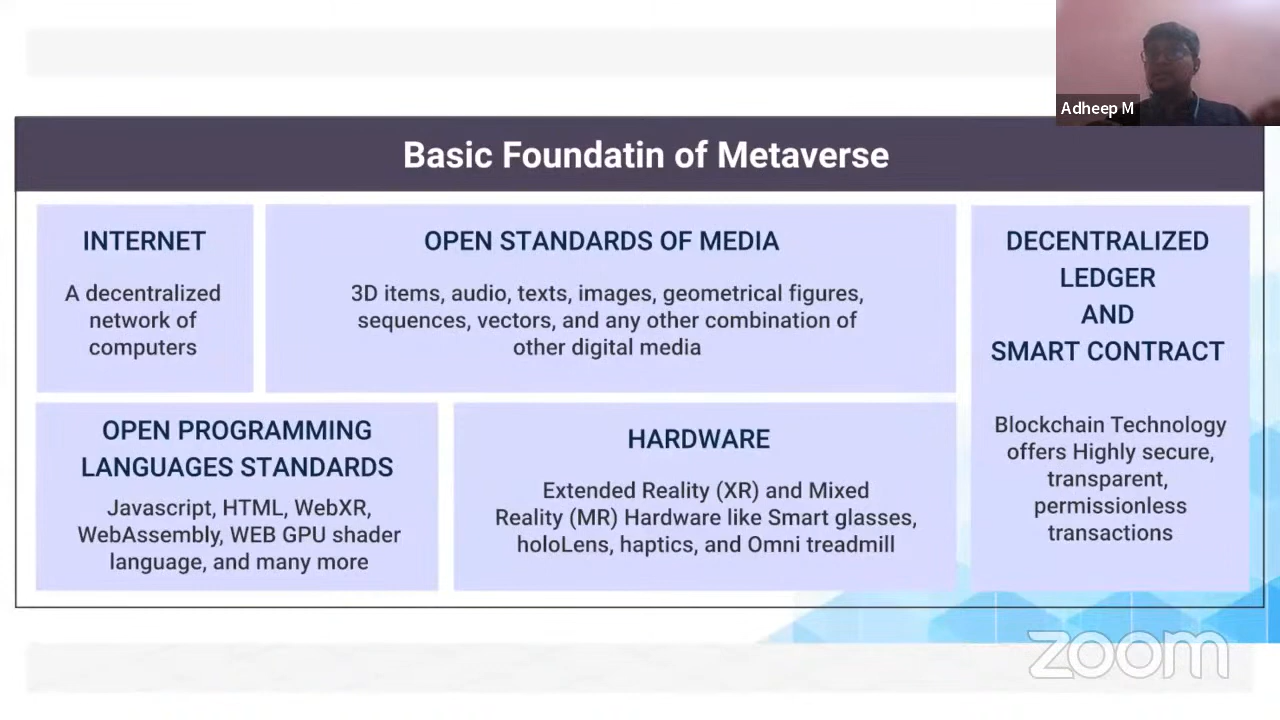 Adheep M
Basic Foundatin of Metaverse
INTERNET
A decentralized
network of
computers
OPEN STANDARDS OF MEDIA
3D items, audio, texts, images, geometrical figures,
sequences, vectors, and any other combination of
other digital media
DECENTRALIZED
LEDGER
AND
SMART CONTRACT
Blockchain Technology
offers Highly secure,
transparent,
permissionless
transactions
OPEN PROGRAMMING
LANGUAGES STANDARDS
Javascript, HTML, WebXR,
WebAssembly, WEB GPU shader
language, and many more
HARDWARE
Extended Reality (XR) and Mixed
Reality (MR) Hardware like Smart glasses,
holoLens, haptics, and Omni treadmill
zoom